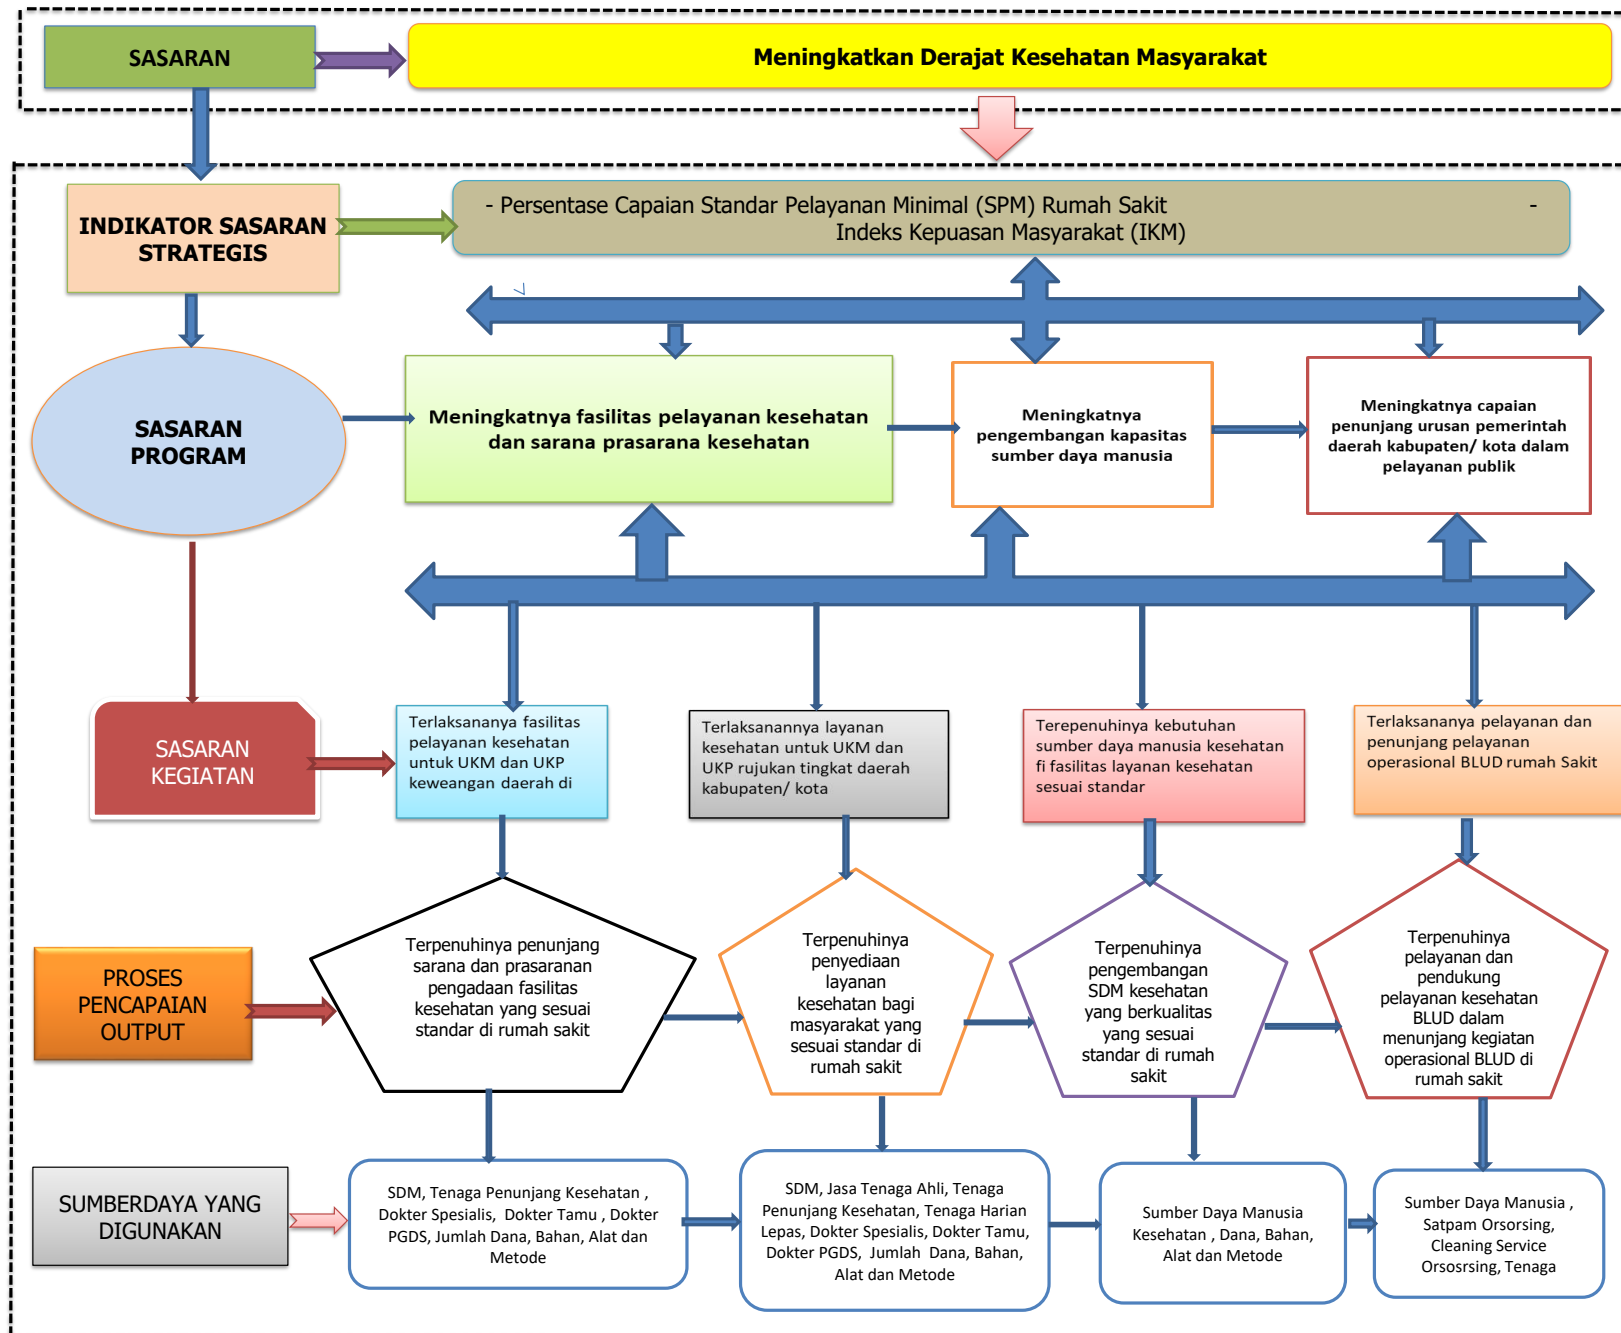 SASARAN
Meningkatkan Derajat Kesehatan Masyarakat
INDIKATOR SASARAN
STRATEGIS
- Persentase Capaian Standar Pelayanan Minimal (SPM) Rumah Sakit -
Indeks Kepuasan Masyarakat (IKM)
SASARAN
PROGRAM
Meningkatnya fasilitas pelayanan kesehatan
dan sarana prasarana kesehatan
Meningkatnya
pengembangan kapasitas
sumber daya manusia
Meningkatnya capaian
penunjang urusan pemerintah
daerah kabupaten/ kota dalam
pelayanan publik
SASARAN
KEGIATAN
Terlaksananya fasilitas
pelayanan kesehatan
untuk UKM dan UKP
keweangan daerah di
Terlaksanannya layanan
kesehatan untuk UKM dan
UKP rujukan tingkat daerah
kabupaten/ kota
Terepenuhinya kebutuhan
sumber daya manusia kesehatan
fi fasilitas layanan kesehatan
sesuai standar
Terlaksananya pelayanan dan
penunjang pelayanan
operasional BLUD rumah Sakit
PROSES
PENCAPAIAN
OUTPUT
Terpenuhinya penunjang
sarana dan prasaranan
pengadaan fasilitas
kesehatan yang sesuai
standar di rumah sakit
Terpenuhinya
penyediaan
layanan
kesehatan bagi
masyarakat yang
sesuai standar di
rumah sakit
Terpenuhinya
pengembangan
SDM kesehatan
yang berkualitas
yang sesuai
standar di rumah
sakit
Terpenuhinya
pelayanan dan
pendukung
pelayanan kesehatan
BLUD dalam
menunjang kegiatan
operasional BLUD di
rumah sakit
SUMBERDAYA YANG
DIGUNAKAN
SDM, Tenaga Penunjang Kesehatan ,
Dokter Spesialis, Dokter Tamu , Dokter
PGDS, Jumlah Dana, Bahan, Alat dan
Metode
SDM, Jasa Tenaga Ahli, Tenaga
Penunjang Kesehatan, Tenaga Harian
Lepas, Dokter Spesialis, Dokter Tamu,
Dokter PGDS, Jumlah Dana, Bahan,
Alat dan Metode
Sumber Daya Manusia
Kesehatan , Dana, Bahan,
Alat dan Metode
Sumber Daya Manusia ,
Satpam Orsorsing,
Cleaning Service
Orsosrsing, Tenaga